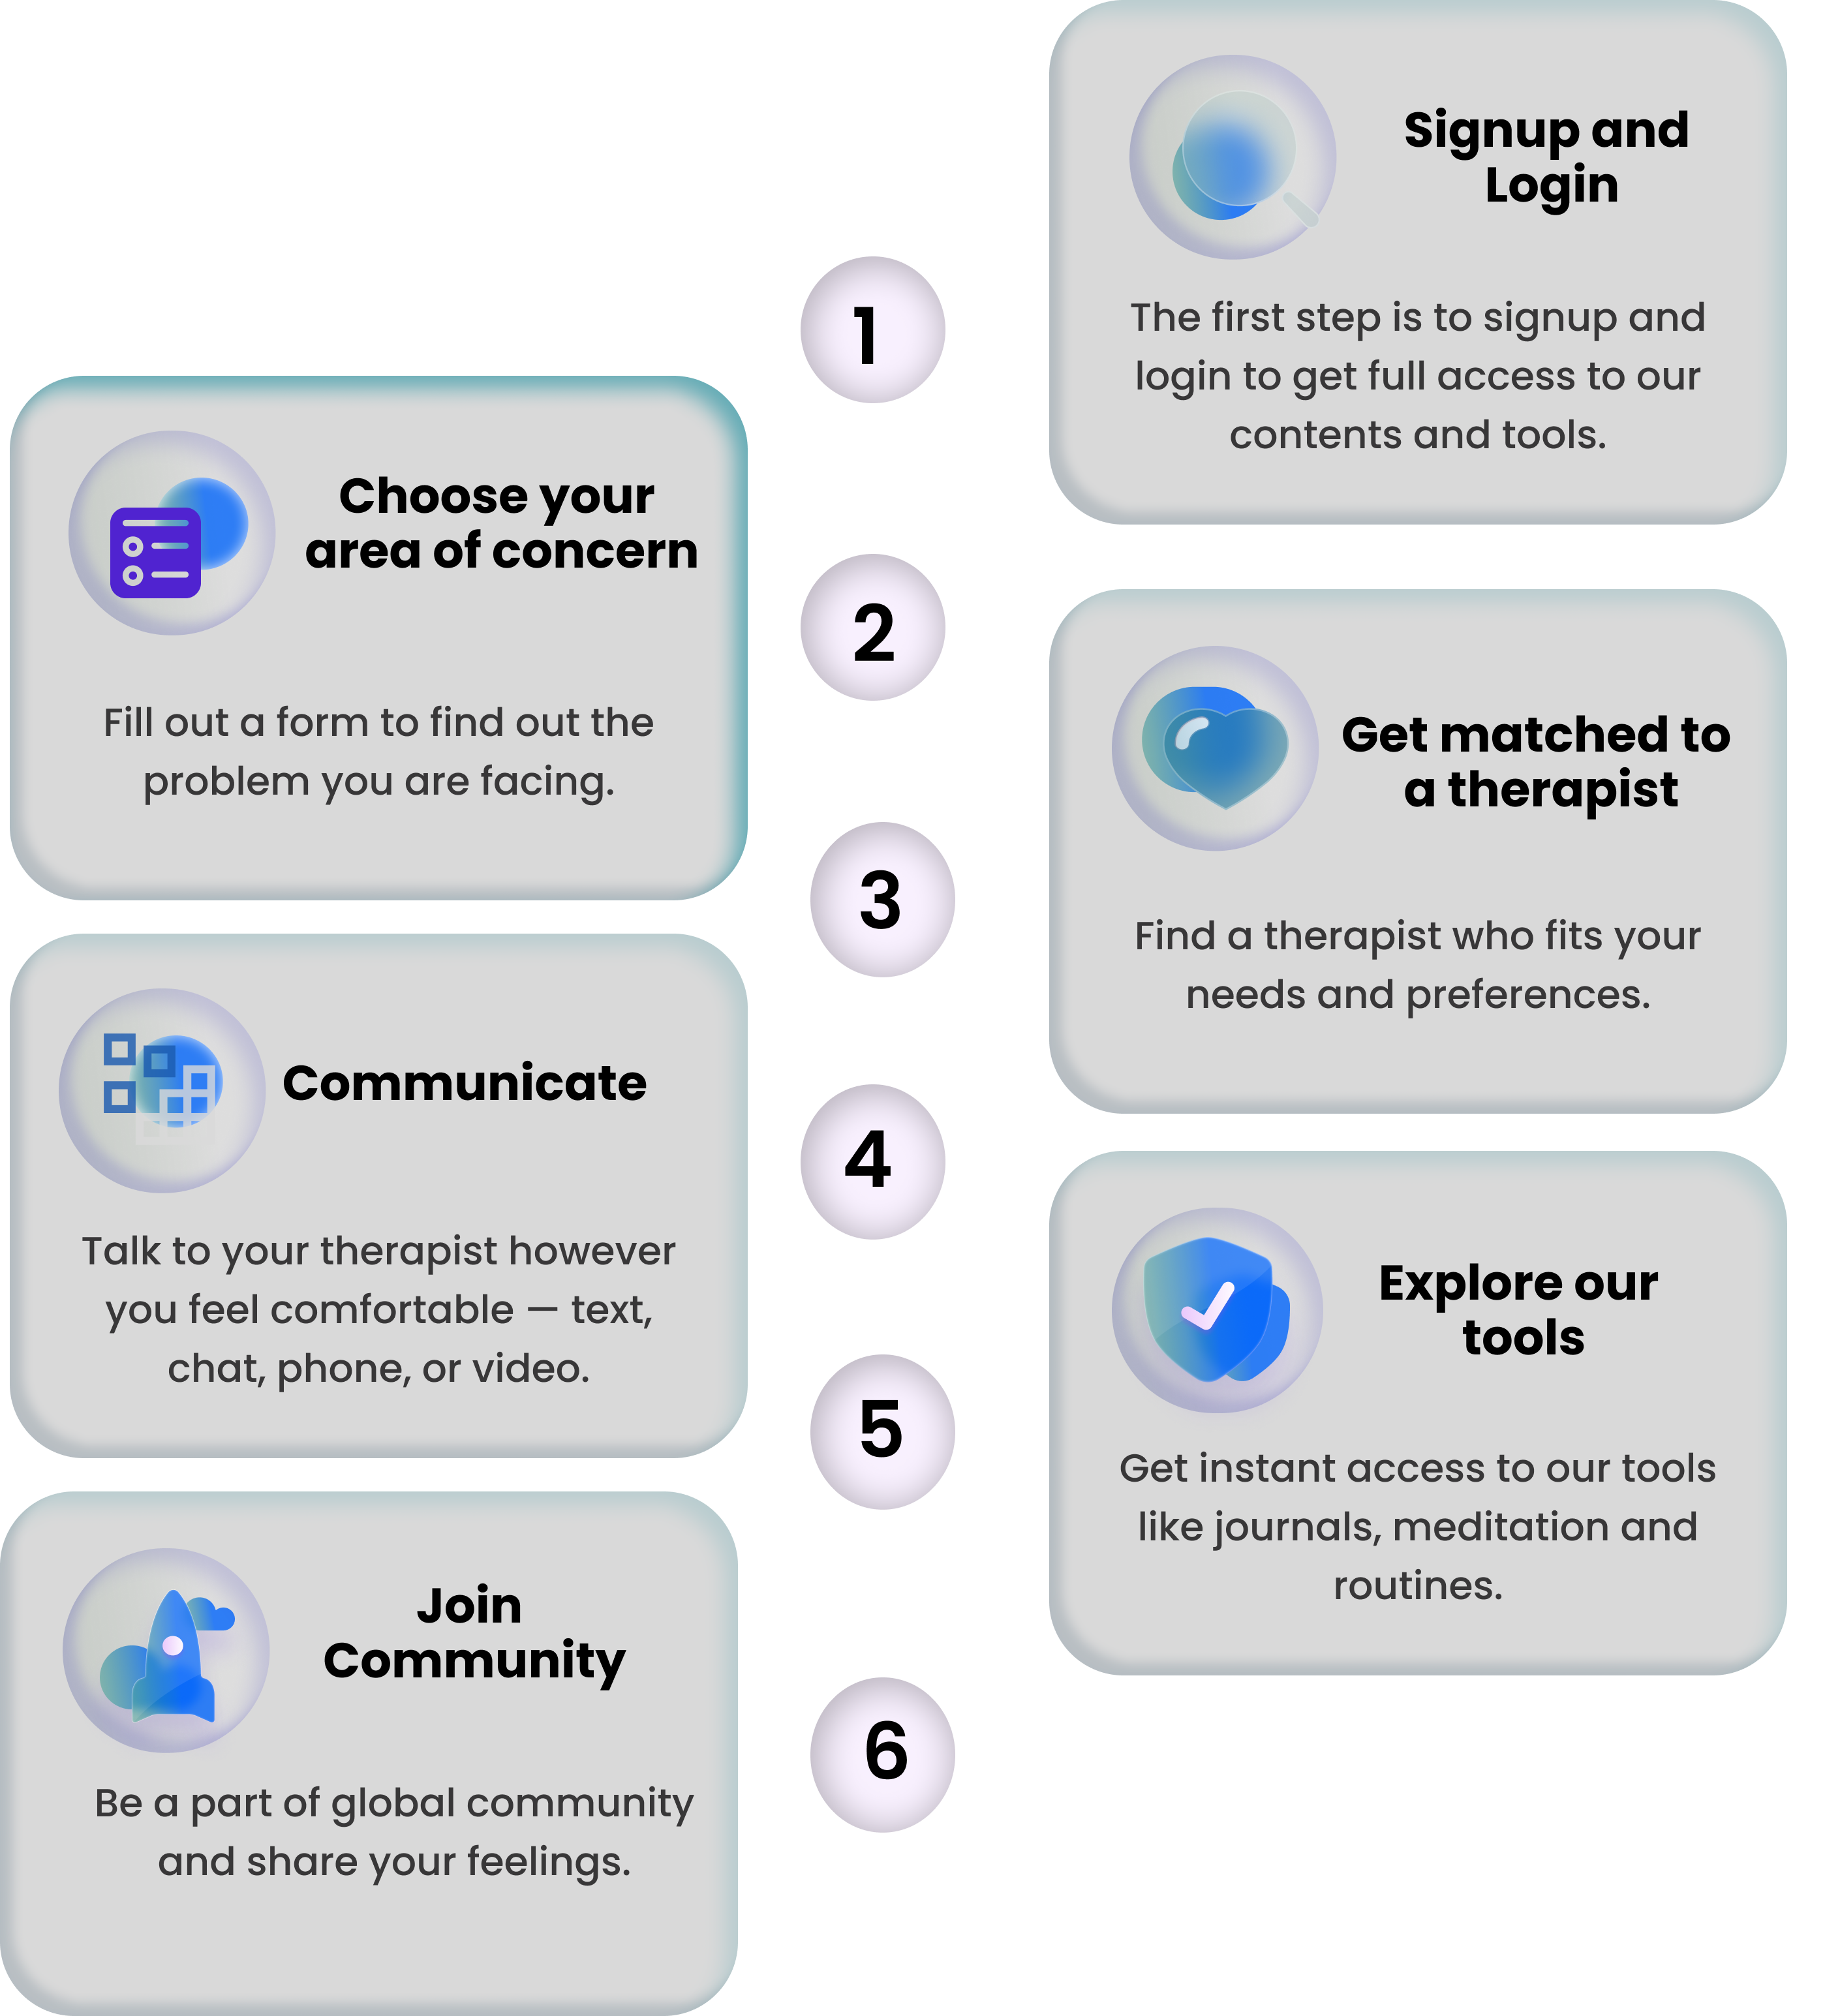 1
Signup and
Login
The first step is to signup and
login to get full access to our
contents and tools.
2
Choose your
area of concern
Fill out a form to find out the
problem you are facing.
3
Get matched to
a therapist
Find a therapist who fits your
needs and preferences.
4
Communicate
Talk to your therapist however
you feel comfortable — text,
chat, phone, or video.
5
Explore our
tools
Get instant access to our tools
like journals, meditation and
routines.
6
Join
Community
Be a part of global community
and share your feelings.